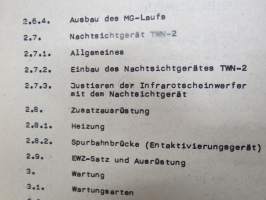 2.6.4. Ausbau des MG-Laufs
2.7. Nachtsichtgerät TWN-2
2.7.1. Allgemeines
2.7.2. Einbau des Nachtsichtgerätes TWN-2
2.7.3. Justieren der Infrarotscheinwerfer
mit dem Nachtsichtgerät
2.8. Zusatzausrüstung
2.8.1. Heizung
2.8.2. Spurbahnbrücke (Entaktivierungsgerät)
2.9. EWZ-Satz und Ausrüstung
3. Wartung
3.1. Wartungsarten